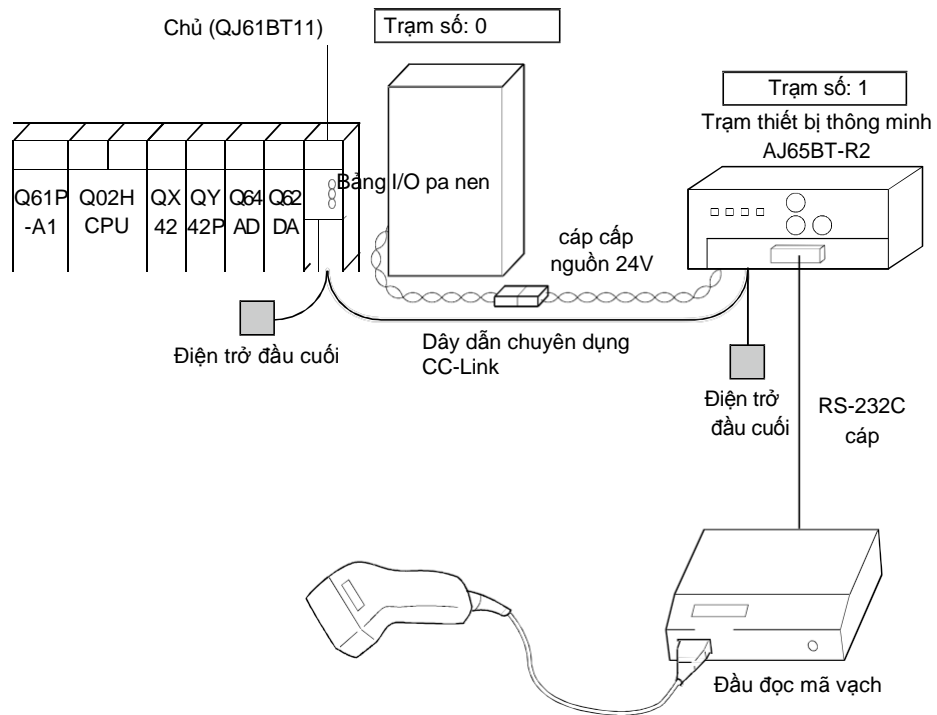 Chủ (QJ61BT11)
Trạm số: 0
Trạm số: 1
Trạm thiết bị thông minh
AJ65BT-R2
Q61P
-A1
Q02H
CPU
QX
42
QY
42P
Q64
AD
Q62
DA
Bảng I/O pa nen
cáp cấp
nguồn 24V
Điện trở đầu cuối
Dây dẫn chuyên dụng
CC-Link
Điện trở
đầu cuối
RS-232C
cáp
Đầu đọc mã vạch